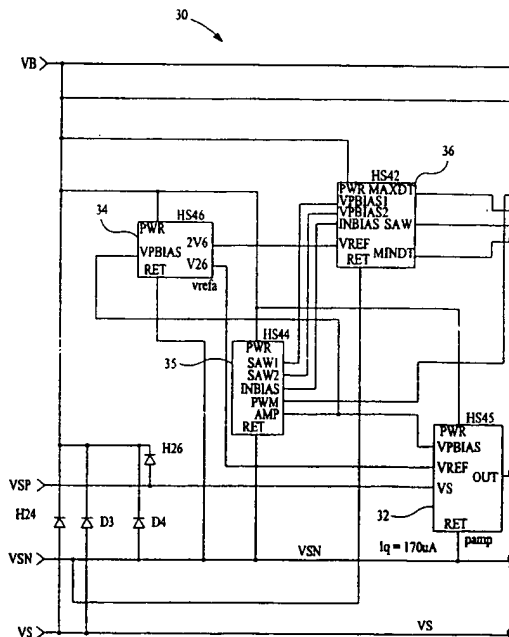 30
VB
36
HS42
PWR MAXDT
VPBIAS1
VPBIAS2
INBIAS SAW
VREF MINDT
RET
34
HS46
PWR
2V6
VPBIAS
V26
RET
vrefa
HS44
35
PWR
SAW1
SAW2
INBIAS
PWM
AMP
RET
HS45
PWR
VPBIAS
VREF OUT
VS
32
RET
pamp
H26
VSP
H24
D3
D4
VSN
VSN
Iq = 170uA
VS
VS